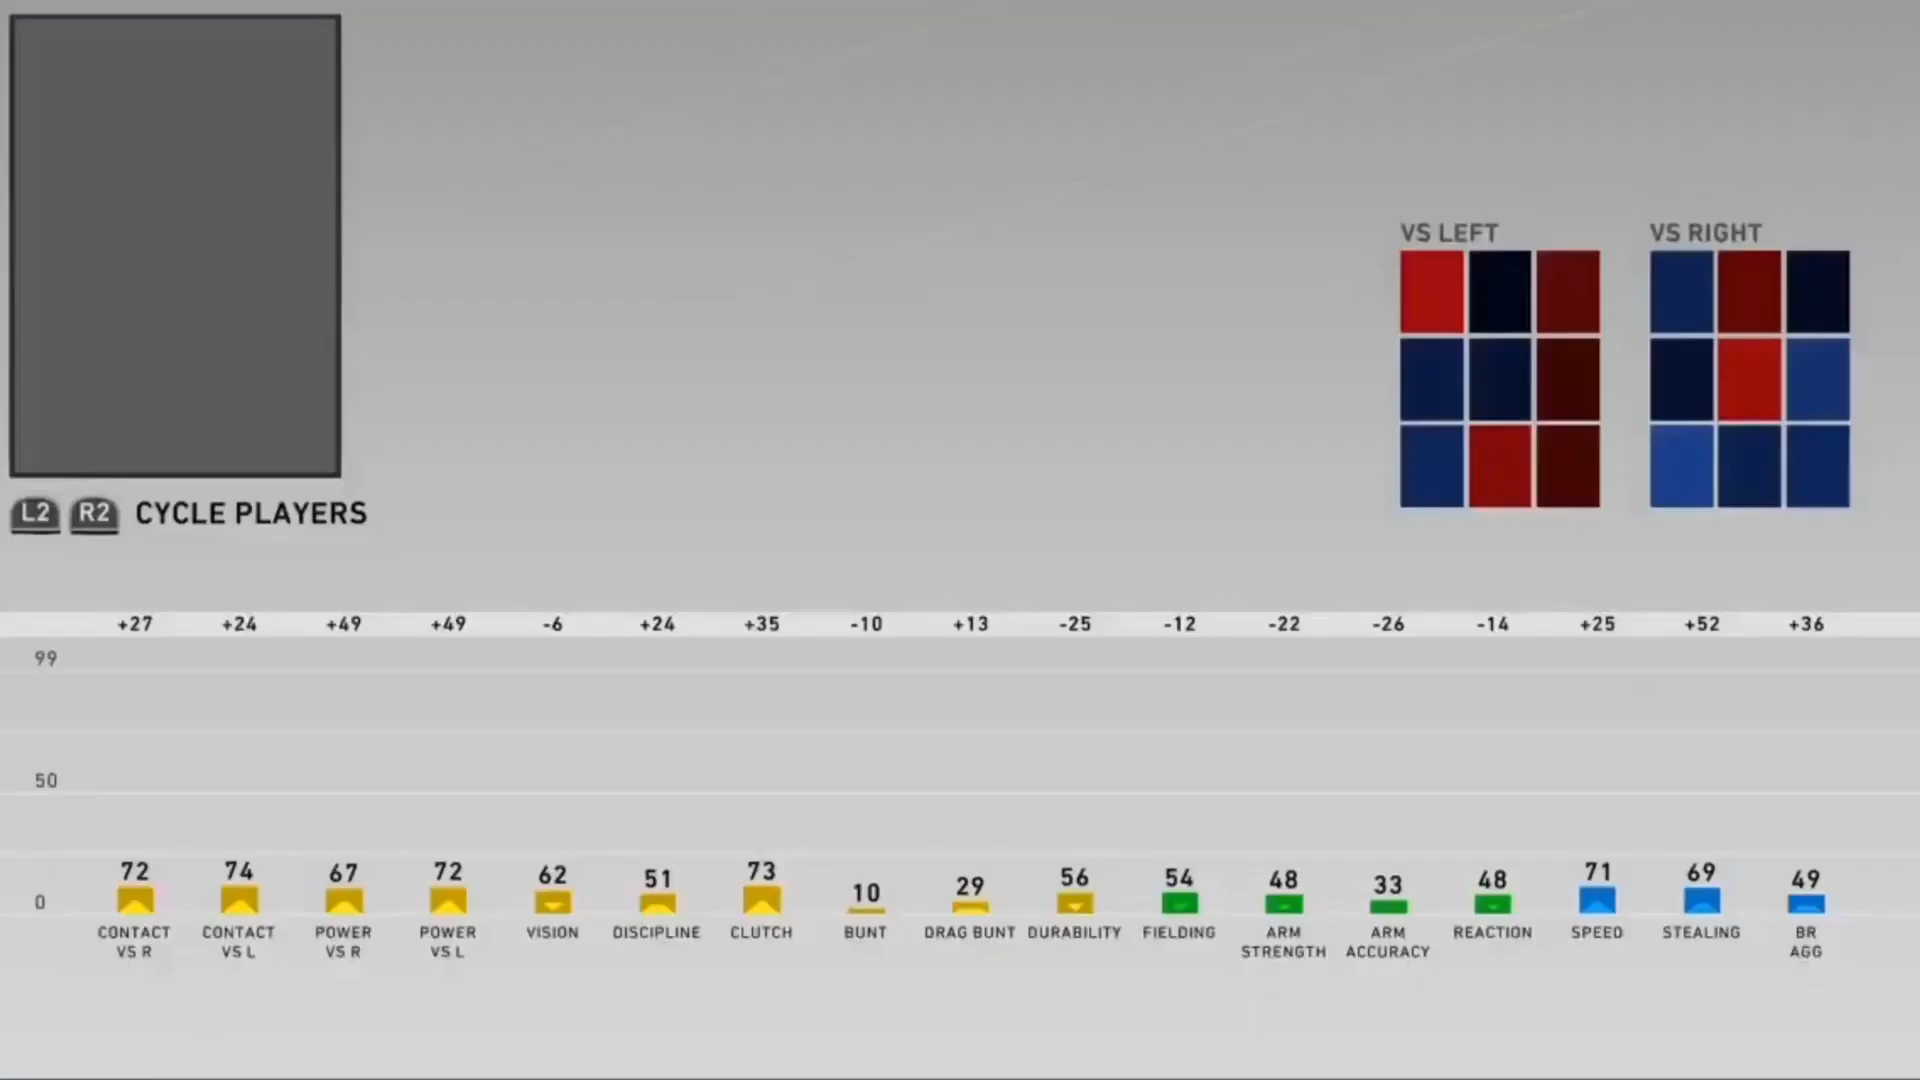 VS LEFT VS RIGHT
L2 R2 CYCLE PLAYERS
+27 +24 +49 +49 -6 +24 +35 -10 +13 -25 -12 -22 -26 -14 +25 +52 +36
99
50
72 74 67 72 62 51 73 10 29 56 54 48 33 48 71 69 49
0
CONTACT CONTACT POWER POWER VISION DISCIPLINE CLUTCH BUNT DRAG BUNT DURABILITY FIELDING ARM ARM REACTION SPEED STEALING BR
VS R VS L VS R VS L STRENGTH ACCURACY AGG